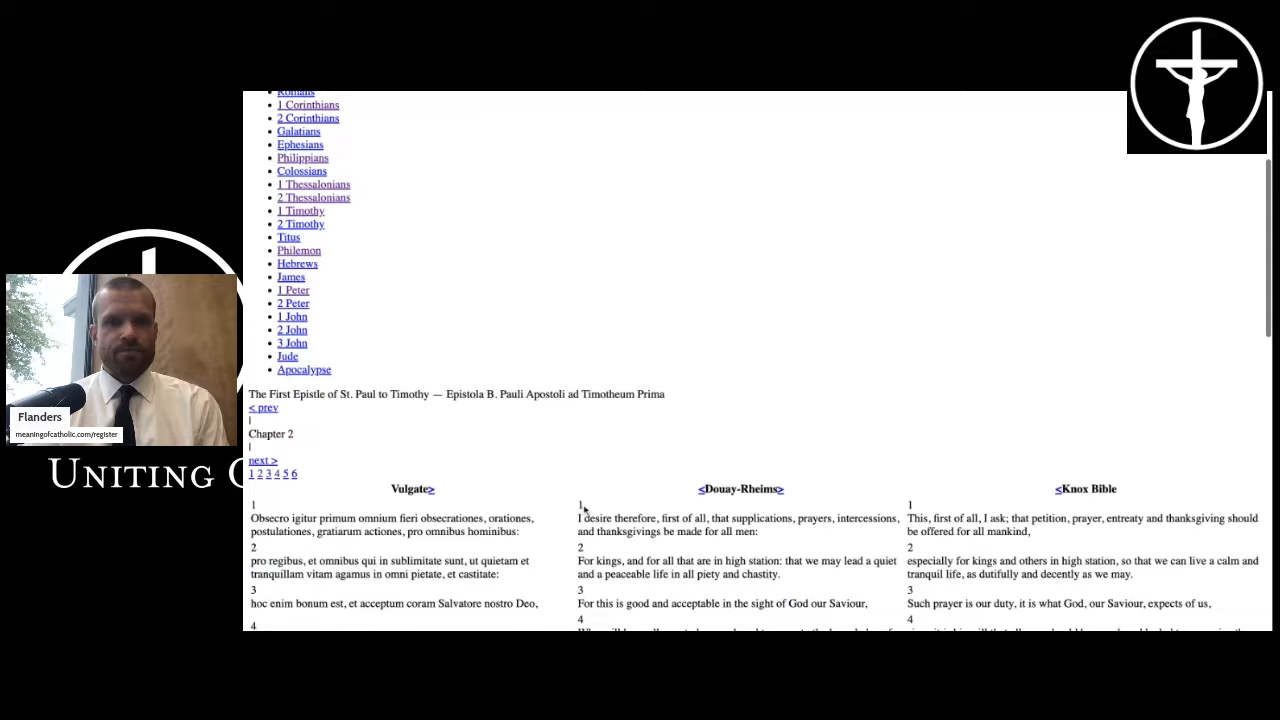 Romans
1 Corinthians
2 Corinthians
Galatians
Ephesians
Philippians
Colossians
1 Thessalonians
2 Thessalonians
1 Timothy
2 Timothy
Titus
Philemon
Hebrews
James
1 Peter
2 Peter
1 John
2 John
3 John
Jude
Apocalypse
The First Epistle of St. Paul to Timothy — Epistola B. Pauli Apostoli ad Timotheum Prima
< prev
|
Chapter 2
|
next >
1 2 3 4 5 6
Vulgate>
1
Obsecro igitur primum omnium fieri obsecrationes, orationes,
postulationes, gratiarum actiones, pro omnibus hominibus:
2
pro regibus, et omnibus qui in sublimitate sunt, ut quietam et
tranquillam vitam agamus in omni pietate, et castitate:
3
hoc enim bonum est, et acceptum coram Salvatore nostro Deo,
4
<Douay-Rheims>
1
I desire therefore, first of all, that supplications, prayers, intercessions,
and thanksgivings be made for all men:
2
For kings, and for all that are in high station: that we may lead a quiet
and a peaceable life in all piety and chastity.
3
For this is good and acceptable in the sight of God our Saviour,
4
<Knox Bible
1
This, first of all, I ask; that petition, prayer, entreaty and thanksgiving should
be offered for all mankind,
2
especially for kings and others in high station, so that we can live a calm and
tranquil life, as dutifully and decently as we may.
3
Such prayer is our duty, it is what God, our Saviour, expects of us,
4
Flanders
meaningofcatholic.com/register
UNITING